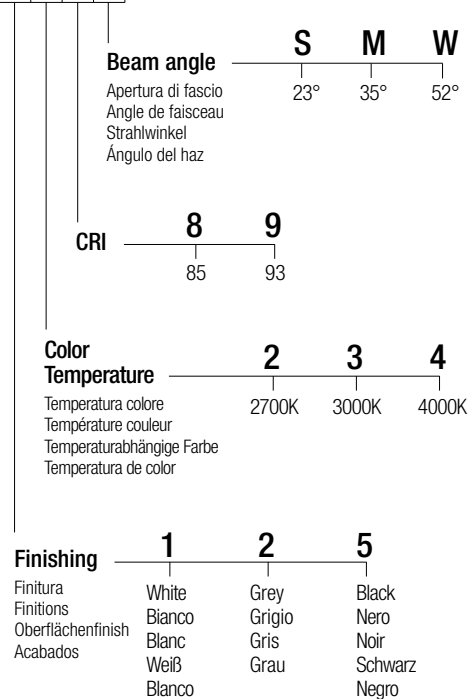 S M W
Beam angle
Apertura di fascio 23° 35° 52°
Angle de faisceau
Strahlwinkel
Ángulo del haz
8 9
CRI
85 93
Color
Temperature
2 3 4
Temperatura colore 2700K 3000K 4000K
Température couleur
Temperaturabhängige Farbe
Temperatura de color
1 2 5
Finishing
Finitura White Grey Black
Finitions Bianco Grigio Nero
Oberflächenfinish Blanc Gris Noir
Acabados Weiß Grau Schwarz
Blanco Negro